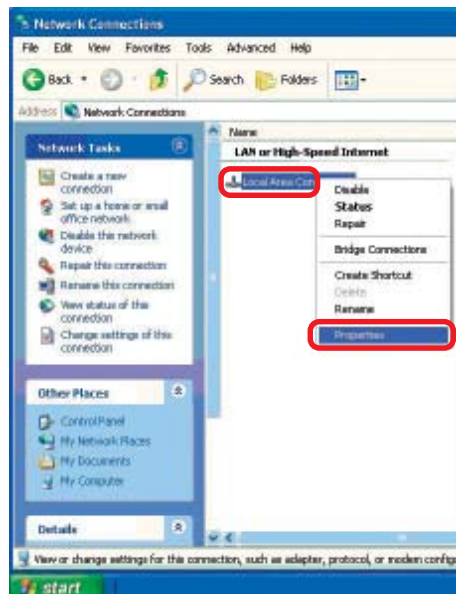 Network Connections
File Edit View Favorites Tools Advanced Help
Back Search Folders
Address Network Connections
Name
LAN or High-Speed Internet
Local Area Con
Disable
Status
Repair
Bridge Connections
Create Shortcut
Delete
Rename
Properties
Network Tasks
Create a new
connection
Set up a home or small
office network
Disable this network
device
Repair this connection
Rename this connection
View status of this
connection
Change settings of this
connection
Other Places
Control Panel
My Network Places
My Documents
My Computer
Details
View or change settings for this connection, such as adapter, protocol, or modem config
start